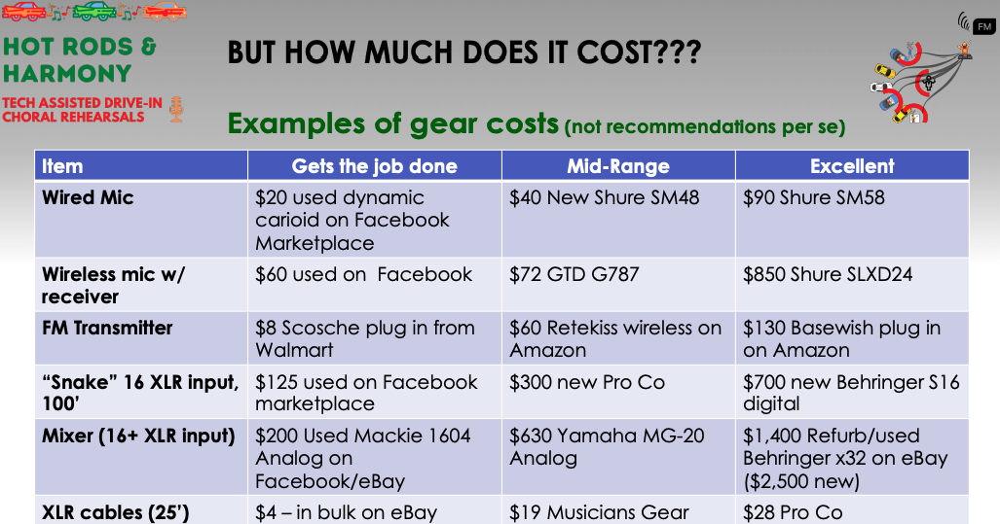 HOT RODS &
HARMONY
TECH ASSISTED DRIVE-IN
CHORAL REHEARSALS
BUT HOW MUCH DOES IT COST???
FM
Examples of gear costs (not recommendations per se)
Item Gets the job done Mid-Range Excellent
Wired Mic
$20 used dynamic
carioid on Facebook
Marketplace
$40 New Shure SM48
$90 Shure SM58
Wireless mic w/
receiver
$60 used on Facebook
$72 GTD G787
$850 Shure SLXD24
FM Transmitter
$8 Scosche plug in from
Walmart
$60 Retekiss wireless on
Amazon
$130 Basewish plug in
on Amazon
“Snake” 16 XLR input,
100’
$125 used on Facebook
marketplace
$300 new Pro Co
$700 new Behringer S16
digital
Mixer (16+ XLR input)
$200 Used Mackie 1604
Analog on
Facebook/eBay
$630 Yamaha MG-20
Analog
$1,400 Refurb/used
Behringer x32 on eBay
($2,500 new)
XLR cables (25’)
$4 – in bulk on eBay
$19 Musicians Gear
$28 Pro Co